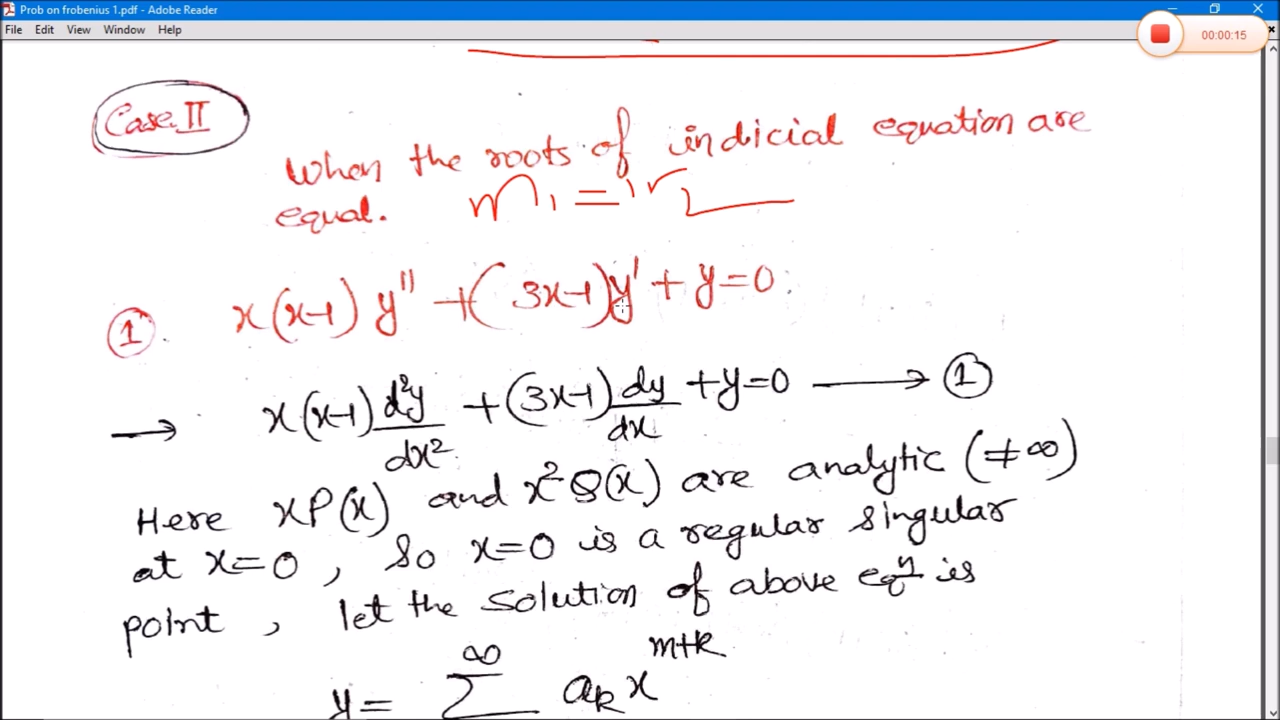 Prob on frobenius 1.pdf - Adobe Reader
File Edit View Window Help
00:00:15
Case. II
When the roots of indicial equation are
equal. m₁ =
① x(x-1) y'' + (3x-1)y' + y=0
→ x(x-1) d²y/dx² + (3x-1) dy/dx + y=0 → ①
Here xP(x) and x²Q(x) are analytic (≠∞)
at x=0, So x=0 is a regular singular
point, let the solution of above eqⁿ is
y= ∞ Σ aₖ x^(m+k)